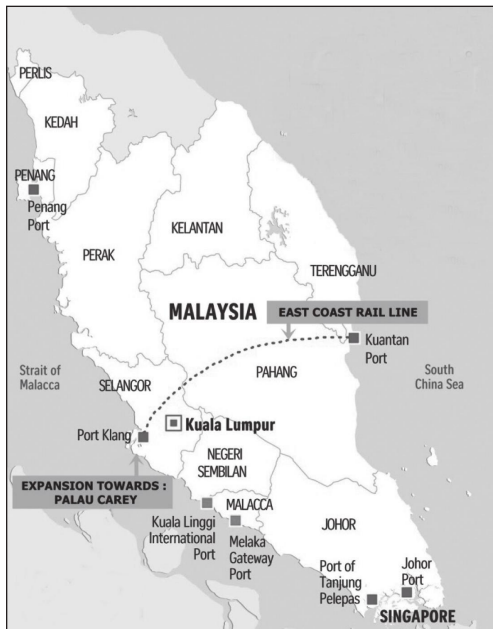 PERLIS
KEDAH
PENANG
Penang
Port
KELANTAN
PERAK
TERENGGANU
MALAYSIA
EAST COAST RAIL LINE
Kuantan
Port
Strait of
Malacca
South
China Sea
PAHANG
SELANGOR
Kuala Lumpur
Port Klang
NEGERI
SEMBILAN
EXPANSION TOWARDS :
PALAU CAREY
MALACCA
Kuala Linggi
International
Port
Melaka
Gateway
Port
JOHOR
Port of
Tanjung
Pelepas
Johor
Port
SINGAPORE